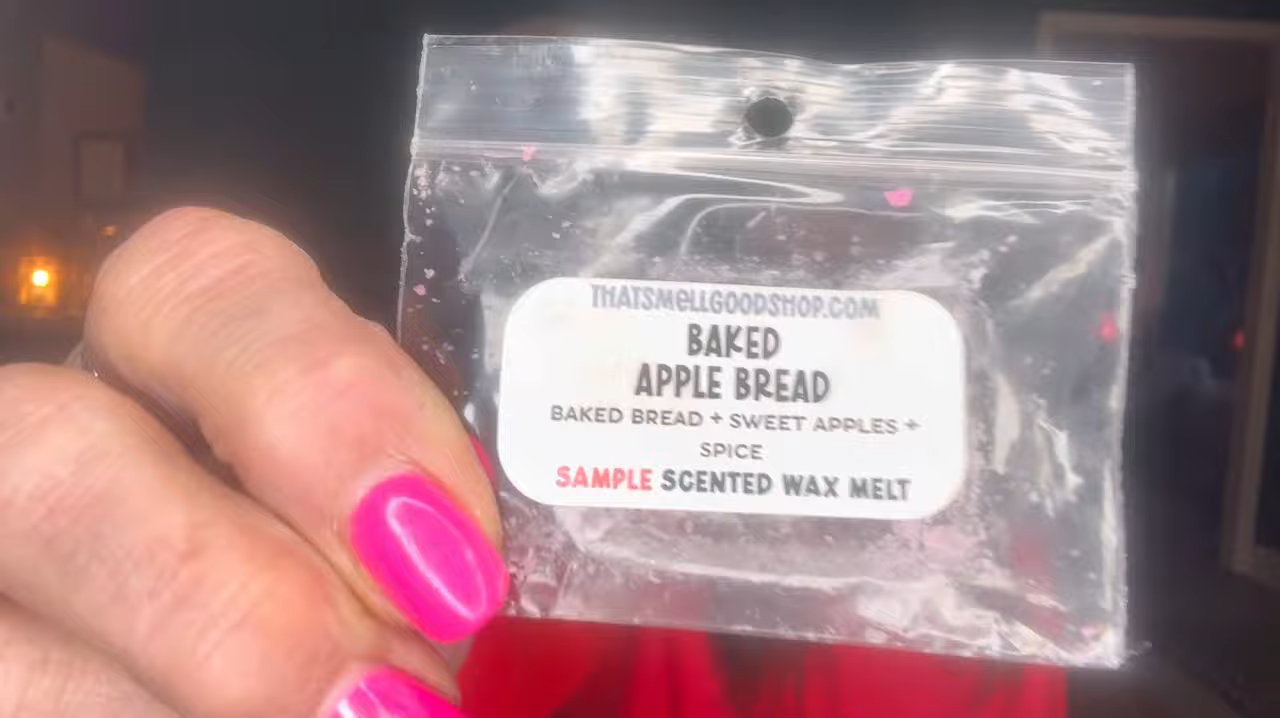 THATSMELLGOODSHOP.COM
BAKED
APPLE BREAD
BAKED BREAD + SWEET APPLES +
SPICE
SAMPLE SCENTED WAX MELT